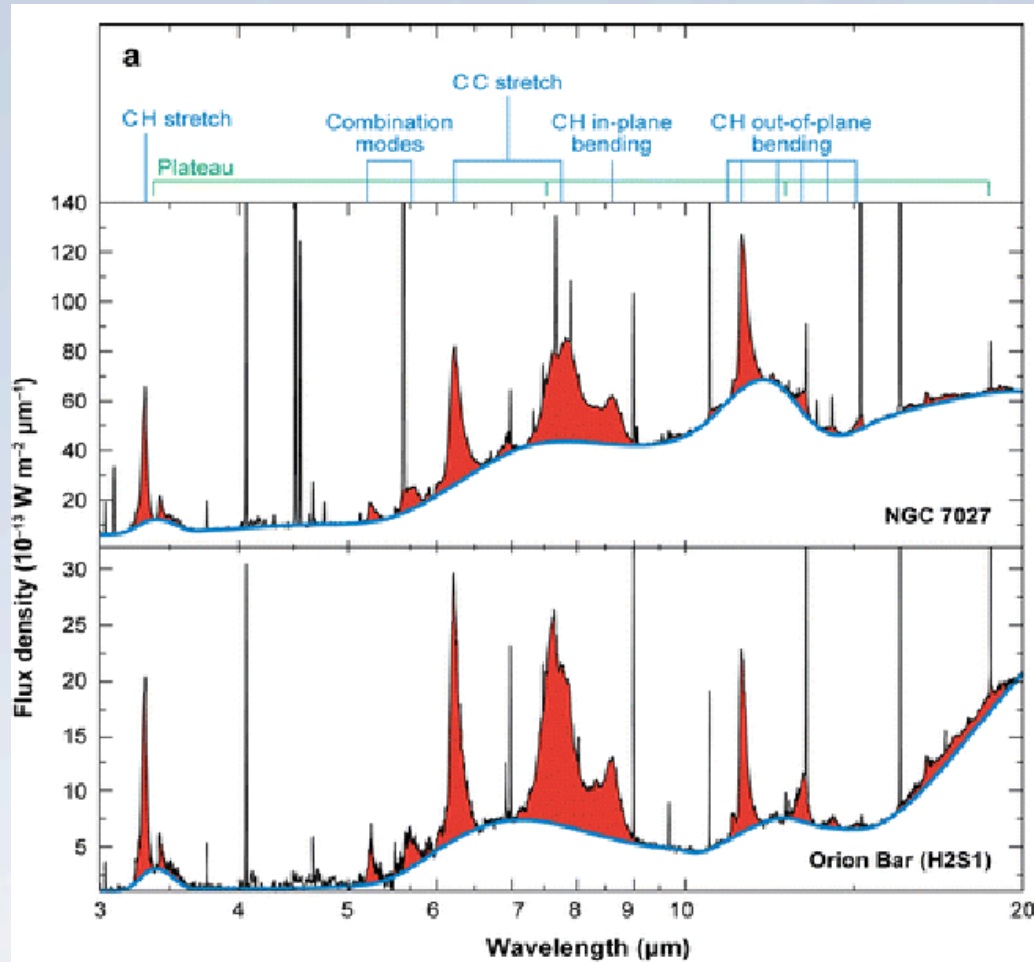 a
CC stretch
CH stretch
Combination modes
CH in-plane bending
CH out-of-plane bending
Plateau
140
120
100
80
60
40
20
NGC 7027
Flux density (10⁻¹³ W m⁻² µm⁻¹)
30
25
20
15
10
5
Orion Bar (H2S1)
3 4 5 6 7 8 9 10 20
Wavelength (µm)